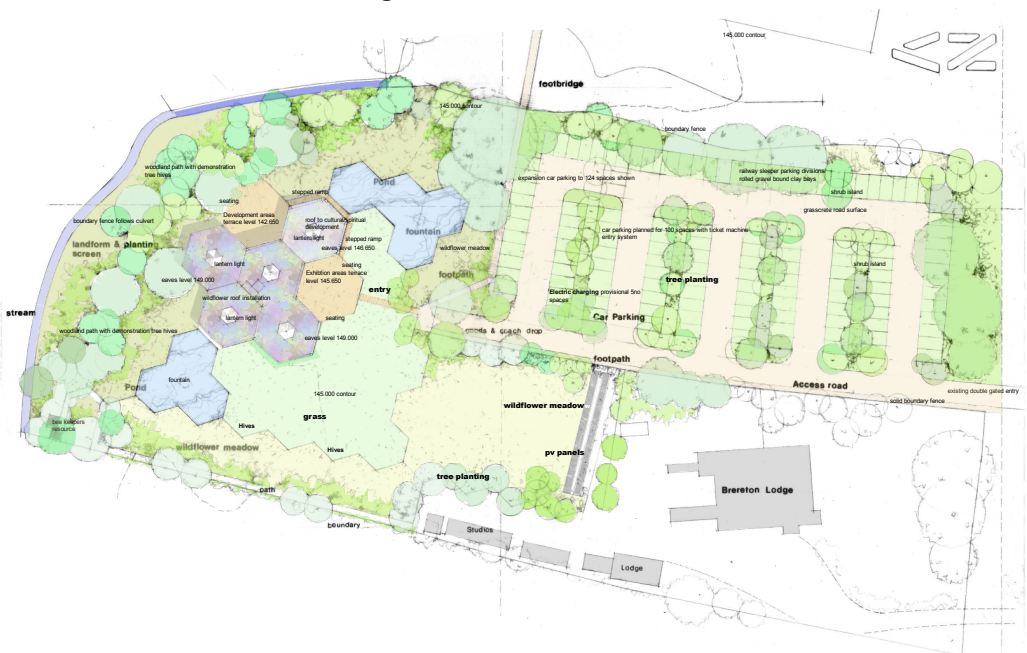 145.000 contour
footbridge
145.000 contour
boundary fence
woodland path with demonstration
tree hives
railway sleeper parking divisions
rolled gravel bound clay bays
expansion car parking to 124 spaces shown
Pond
stepped ramp
shrub island
seating
grasscrete road surface
boundary fence follows culvert
Development areas
terrace level 142.650
roof to cultural/spiritual
development
fountain
car parking planned for 100 spaces with ticket machine
entry system
lantern light
stepped ramp
landform & planting
screen
eaves level 146.650
wildflower meadow
lantern light
seating
shrub island
Exhibition areas terrace
level 145.650
footpath
eaves level 149.000
tree planting
entry
Electric charging provisional 5no
spaces
wildflower roof installation
stream
lantern light
seating
Car Parking
woodland path with demonstration tree hives
goods & coach drop
eaves level 149.000
footpath
fountain
Pond
Access road
existing double gated entry
145.000 contour
solid boundary fence
wildflower meadow
grass
bee keepers
resource
Hives
wildflower meadow
Hives
pv panels
tree planting
path
Brereton Lodge
boundary
Studios
Lodge